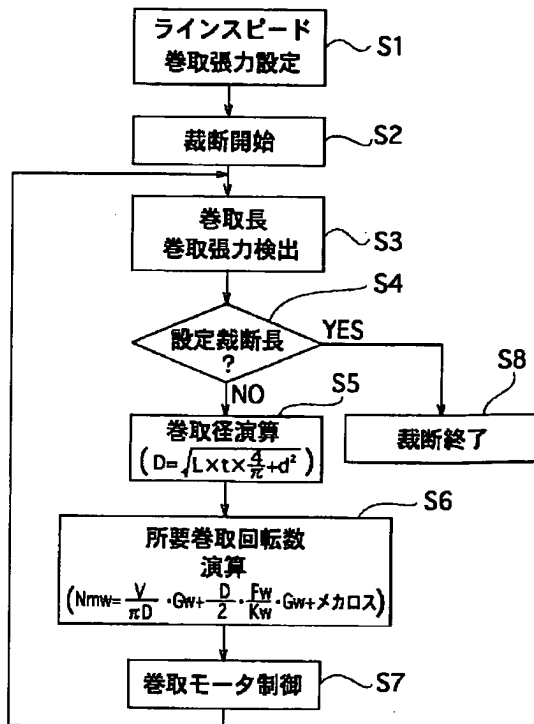 ラインスピード
巻取張力設定
S1
裁断開始
S2
巻取長
巻取張力検出
S3
S4
設定裁断長
?
YES
NO
S5
巻取径演算
(D=√L×t×4/π+d²)
S8
裁断終了
S6
所要巻取回転数
演算
(Nmw=V/πD・Gw+D/2・Fw/Kw・Gw+メカロス)
巻取モータ制御
S7